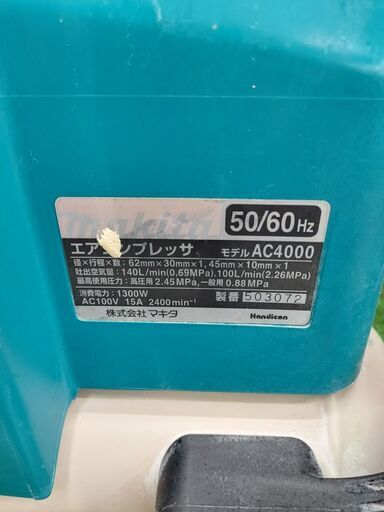 makita
50/60Hz
エアコンプレッサ モデル AC4000
径×行程×数：62mm×30mm×1, 45mm×10mm×1
吐出空気量：140L/min(0.69MPa).100L/min(2.26MPa)
最高使用圧力：高圧用2.45MPa,一般用0.88MPa
消費電力：1300W
AC100V 15A 2400min⁻¹ 製番 503072
株式会社マキタ Handicon